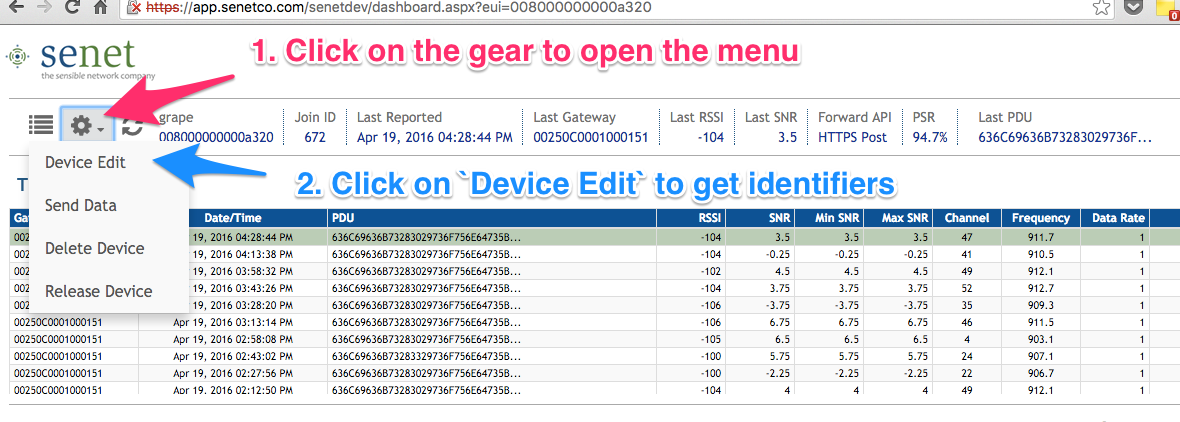 https://app.senetco.com/senetdev/dashboard.aspx?eui=008000000000a320
0
senet
the sensible network company
1. Click on the gear to open the menu
grape
008000000000a320
Join ID
672
Last Reported
Apr 19, 2016 04:28:44 PM
Last Gateway
00250C0001000151
Last RSSI
-104
Last SNR
3.5
Forward API
HTTPS Post
PSR
94.7%
Last PDU
636C69636B73283029736F...
Device Edit
Send Data
Delete Device
Release Device
2. Click on `Device Edit` to get identifiers
T
Gat Date/Time PDU RSSI SNR Min SNR Max SNR Channel Frequency Data Rate
002 19, 2016 04:28:44 PM 636C69636B73283029736F756E64735B... -104 3.5 3.5 3.5 47 911.7 1
002 19, 2016 04:13:38 PM 636C69636B73283029736F756E64735B... -104 -0.25 -0.25 -0.25 41 910.5 1
002 19, 2016 03:58:32 PM 636C69636B73283029736F756E64735B... -102 4.5 4.5 4.5 49 912.1 1
002 19, 2016 03:43:26 PM 636C69636B73283029736F756E64735B... -104 3.75 3.75 3.75 52 912.7 1
002 19, 2016 03:28:20 PM 636C69636B73283029736F756E64735B... -106 -3.75 -3.75 -3.75 35 909.3 1
00250C0001000151 Apr 19, 2016 03:13:14 PM 636C69636B73283029736F756E64735B... -106 6.75 6.75 6.75 46 911.5 1
00250C0001000151 Apr 19, 2016 02:58:08 PM 636C69636B73283029736F756E64735B... -105 6.5 6.5 6.5 4 903.1 1
00250C0001000151 Apr 19, 2016 02:43:02 PM 636C69636B73283329736F756E64735B... -100 5.75 5.75 5.75 24 907.1 1
00250C0001000151 Apr 19, 2016 02:27:56 PM 636C69636B73283029736F756E64735B... -100 -2.25 -2.25 -2.25 22 906.7 1
00250C0001000151 Apr 19, 2016 02:12:50 PM 636C69636B73283029736F756E64735B... -104 4 4 4 49 912.1 1